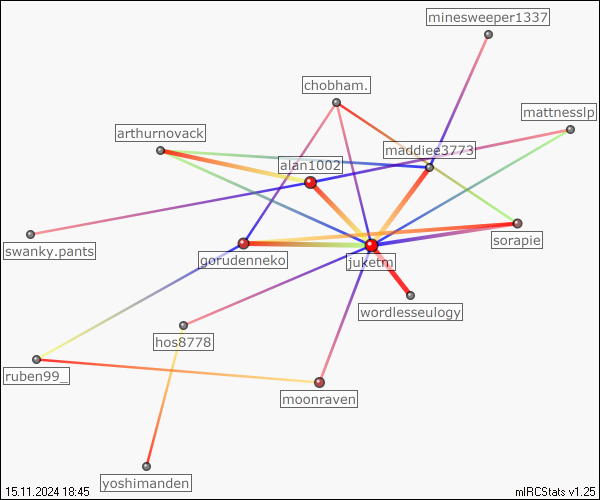 minesweeper1337
chobham.
mattnesslp
arthurnovack
maddiee3773
alan1002
sorapie
swanky.pants
gorudenneko
juketm
wordlesseulogy
hos8778
ruben99_
moonraven
yoshimanden
15.11.2024 18:45
mIRCStats v1.25